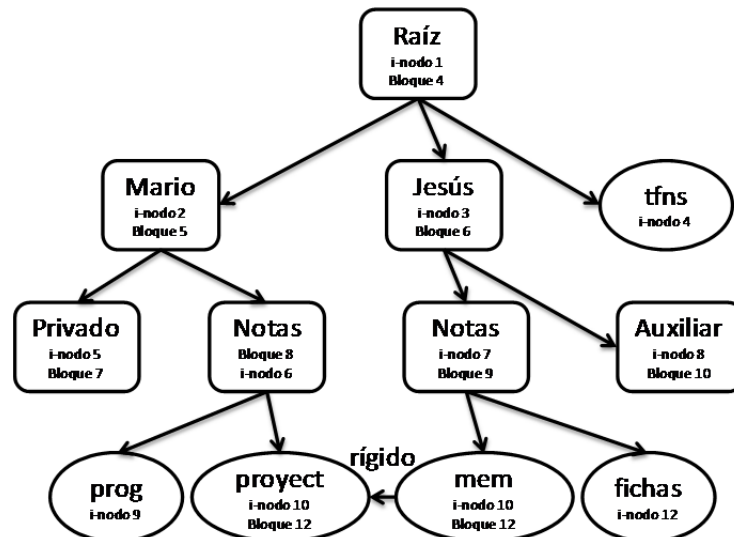 Raíz
i-nodo 1
Bloque 4
Mario
i-nodo 2
Bloque 5
Jesús
i-nodo 3
Bloque 6
tfns
i-nodo 4
Privado
i-nodo 5
Bloque 7
Notas
Bloque 8
i-nodo 6
Notas
i-nodo 7
Bloque 9
Auxiliar
i-nodo 8
Bloque 10
prog
i-nodo 9
proyect
i-nodo 10
Bloque 12
rígido
mem
i-nodo 10
Bloque 12
fichas
i-nodo 12